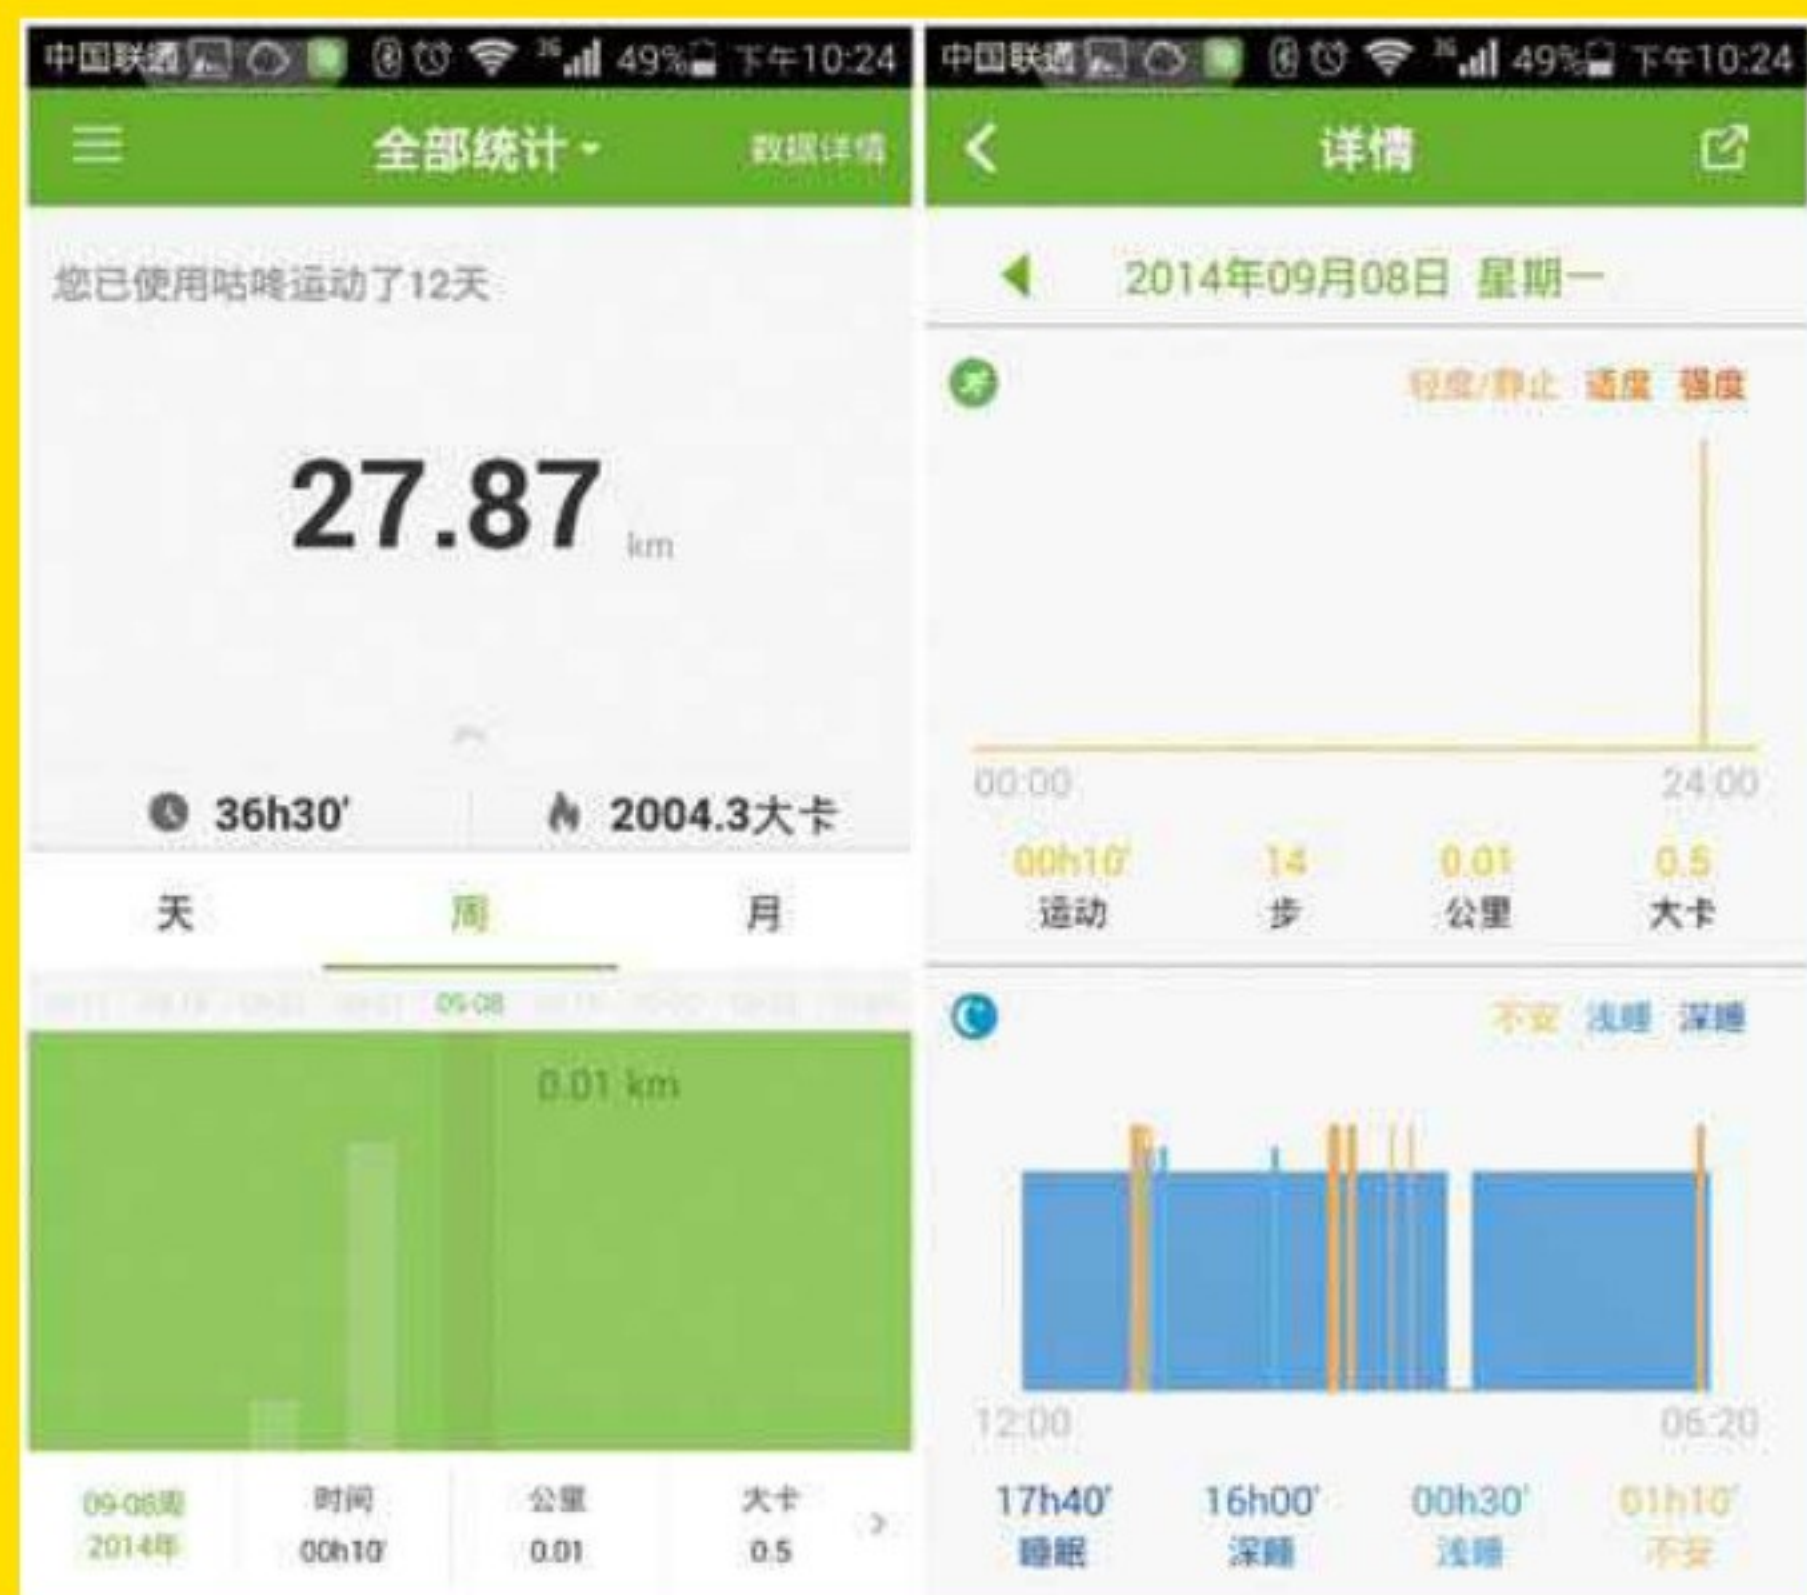 中国联通 3G 49% 下午10:24
全部统计 数据详情
您已使用咕咚运动了12天
27.87 km
36h30' 2004.3大卡
天 周 月
09-08
0.01 km
09-08周 时间 公里 大卡
2014年 00h10' 0.01 0.5
中国联通 3G 49% 下午10:24
详情
2014年09月08日 星期一
轻度/静止 适度 强度
00:00 24:00
00h10' 14 0.01 0.5
运动 步 公里 大卡
不安 浅睡 深睡
12:00 06:20
17h40' 16h00' 00h30' 01h10'
睡眠 深睡 浅睡 不安